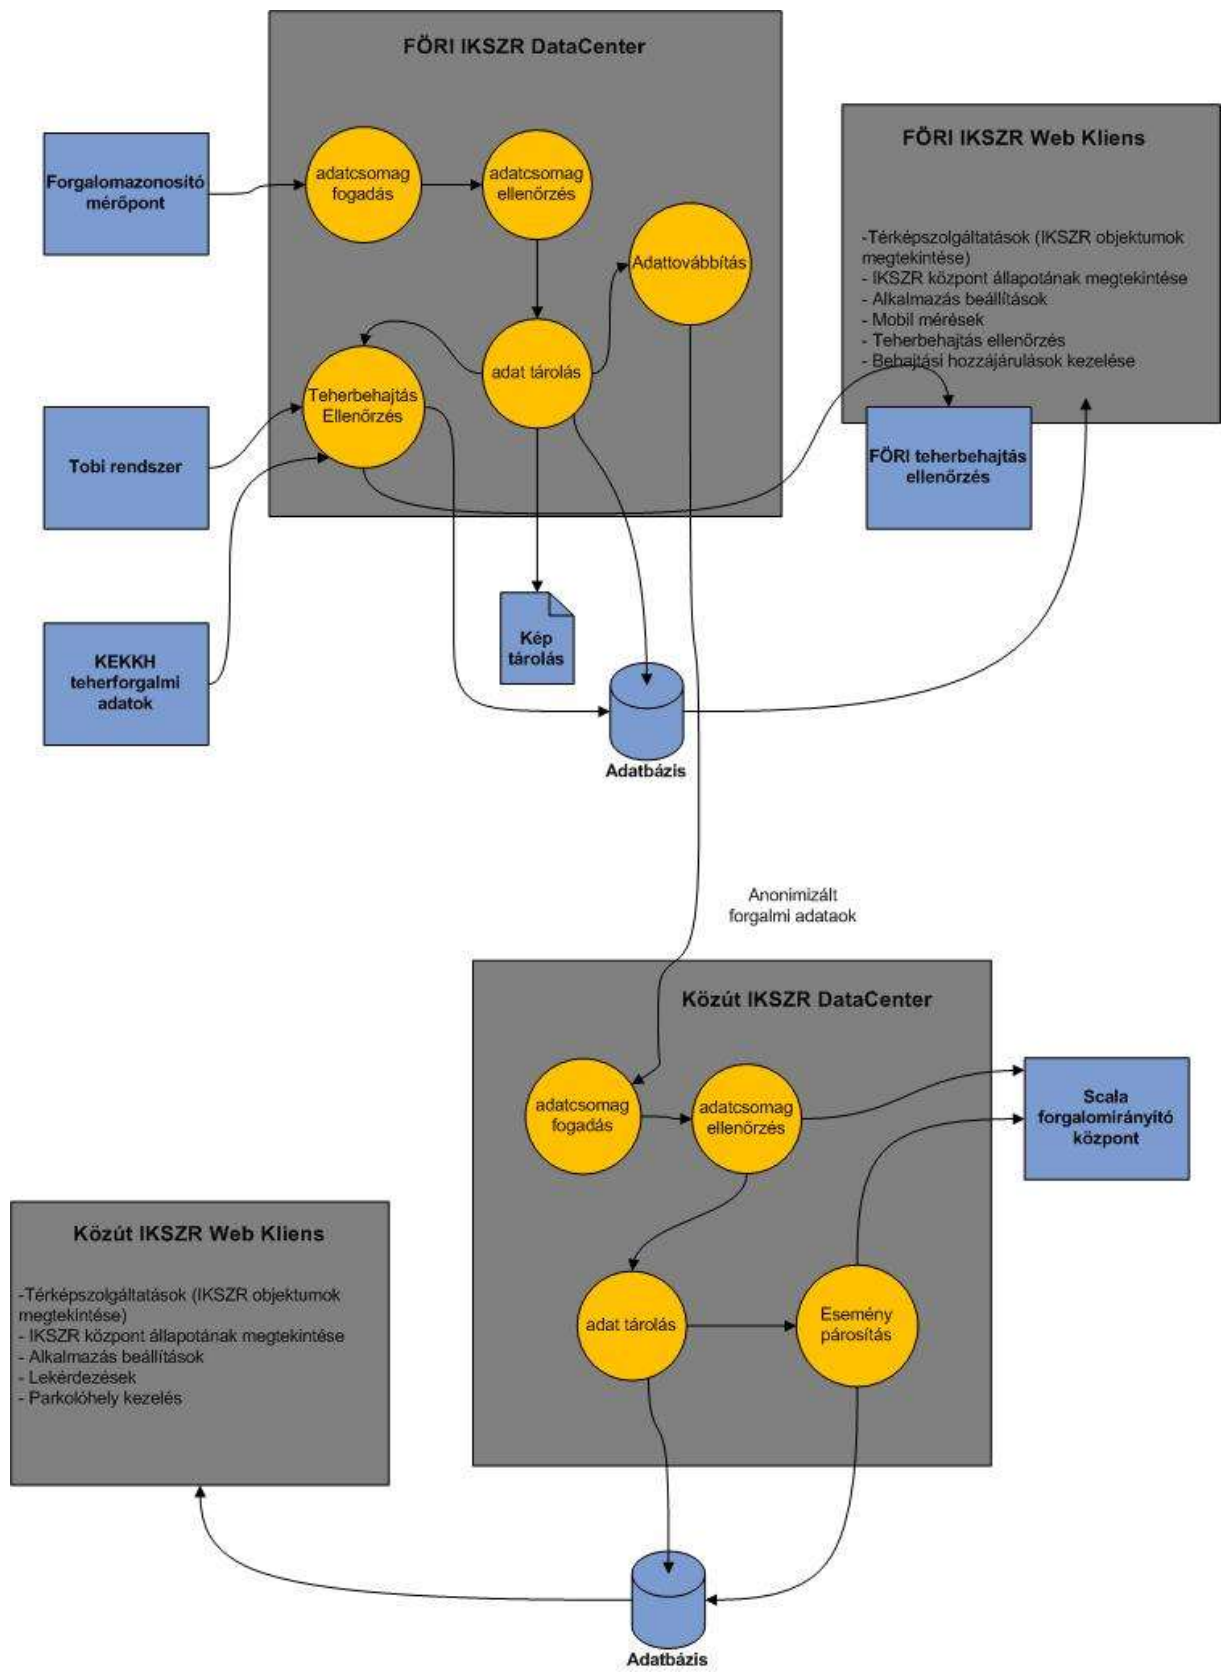 FÖRI IKSZR DataCenter
Forgalomazonosító
mérőpont
adatcsomag
fogadás
adatcsomag
ellenőrzés
Adattovábbítás
adat tárolás
Teherbehajtás
Ellenőrzés
FÖRI IKSZR Web Kliens
-Térképszolgáltatások (IKSZR objektumok
megtekintése)
- IKSZR központ állapotának megtekintése
- Alkalmazás beállítások
- Mobil mérések
- Teherbehajtás ellenőrzés
- Behajtási hozzájárulások kezelése
FÖRI teherbehajtás
ellenőrzés
Tobi rendszer
KEKKH
teherforgalmi
adatok
Kép
tárolás
Adatbázis
Anonimizált
forgalmi adataok
Közút IKSZR DataCenter
adatcsomag
fogadás
adatcsomag
ellenőrzés
Scala
forgalomirányító
központ
adat tárolás
Esemény
párosítás
Közút IKSZR Web Kliens
-Térképszolgáltatások (IKSZR objektumok
megtekintése)
- IKSZR központ állapotának megtekintése
- Alkalmazás beállítások
- Lekérdezések
- Parkolóhely kezelés
Adatbázis